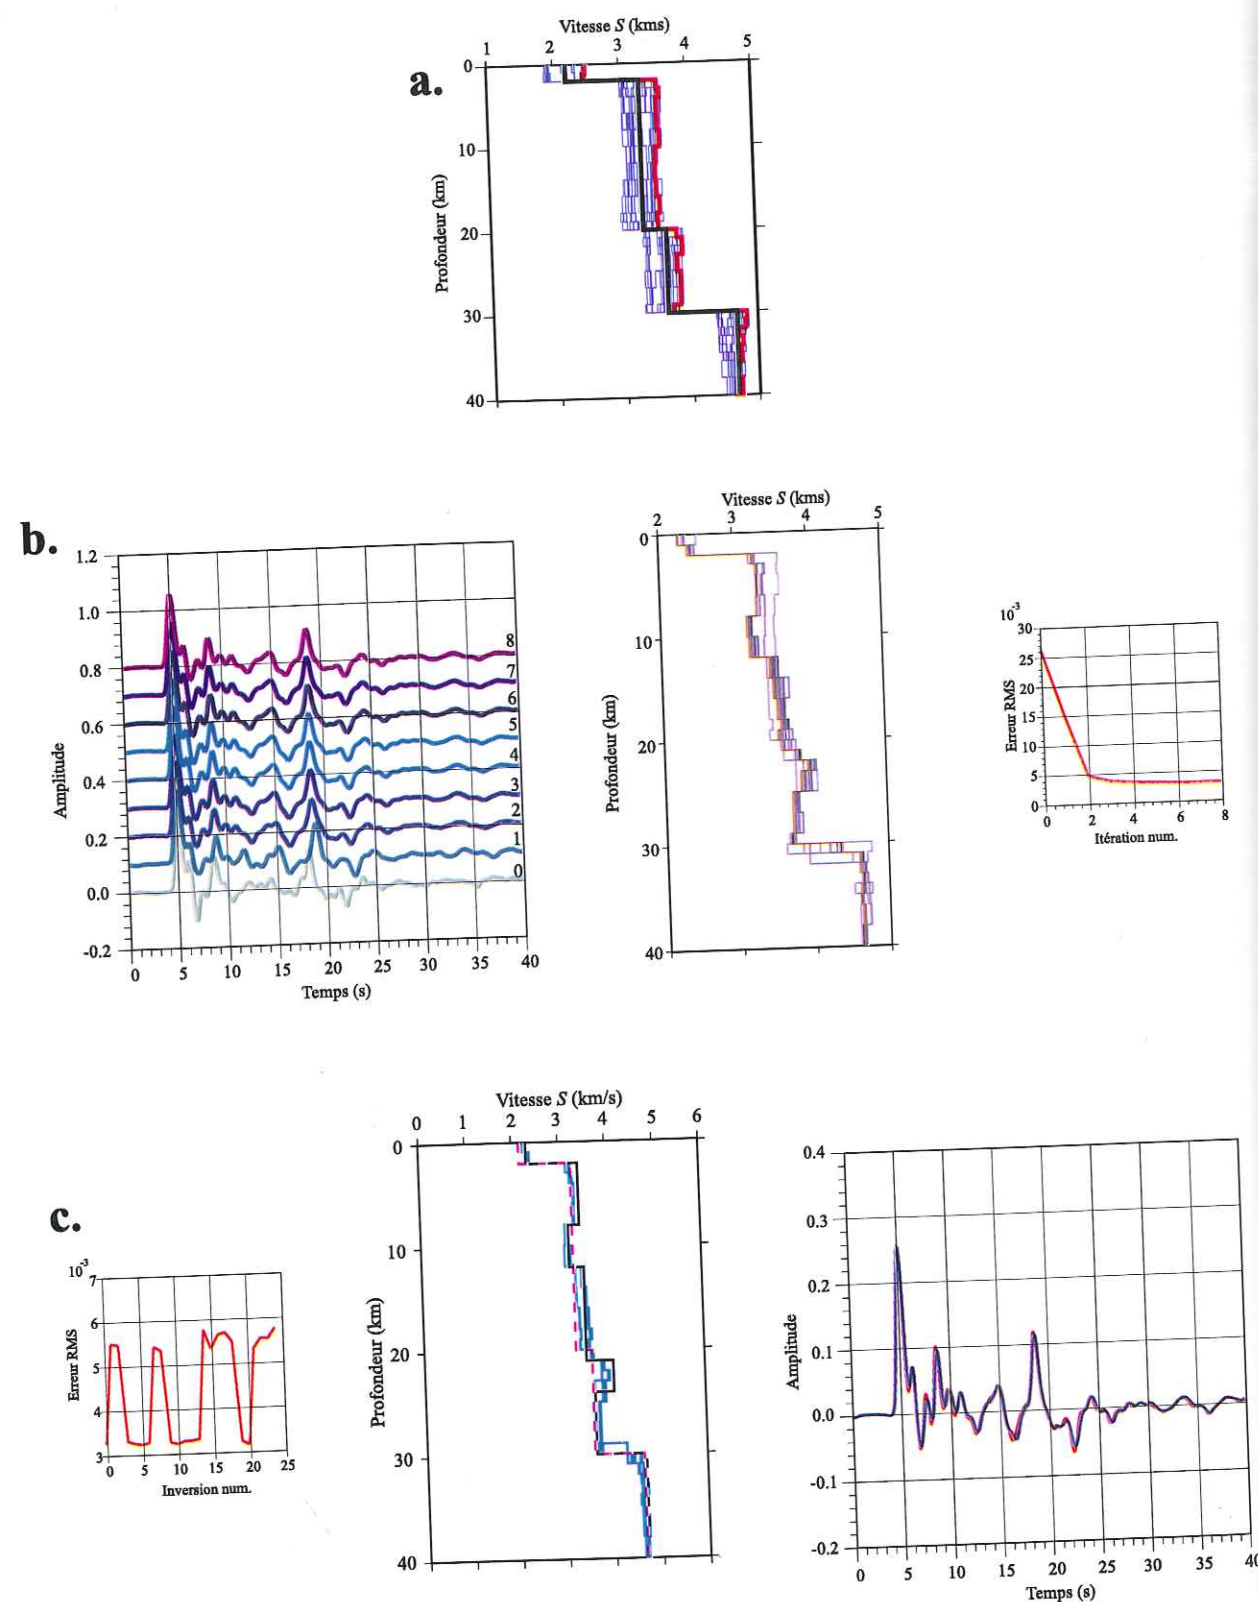 a.
Vitesse S (kms)
1 2 3 4 5
0
10
20
30
40
Profondeur (km)
b.
1.2
1.0
0.8
0.6
0.4
0.2
0.0
-0.2
Amplitude
8
7
6
5
4
3
2
1
0
0 5 10 15 20 25 30 35 40
Temps (s)
Vitesse S (kms)
2 3 4 5
0
10
20
30
40
Profondeur (km)
10-3
30
25
20
15
10
5
0
Erreur RMS
0 2 4 6 8
Itération num.
c.
10-3
7
6
5
4
3
Erreur RMS
0 5 10 15 20 25
Inversion num.
Vitesse S (km/s)
0 1 2 3 4 5 6
0
10
20
30
40
Profondeur (km)
0.4
0.3
0.2
0.1
0.0
-0.1
-0.2
Amplitude
0 5 10 15 20 25 30 35 40
Temps (s)